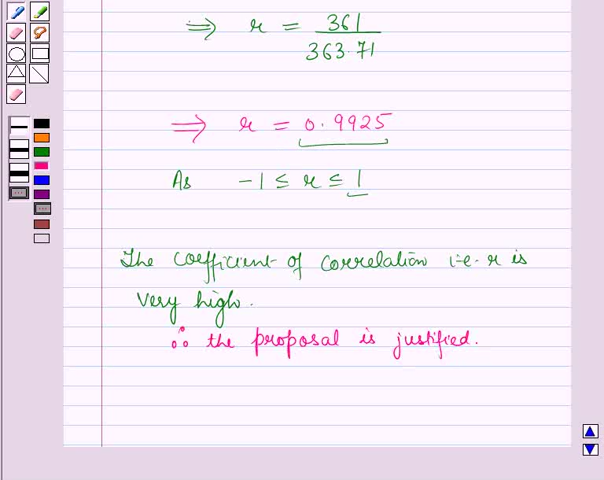 ⇒ r = 361/363.71
⇒ r = 0.9925
As -1 ≤ r ≤ 1
The coefficient of correlation i.e. r is
very high.
∴ the proposal is justified.